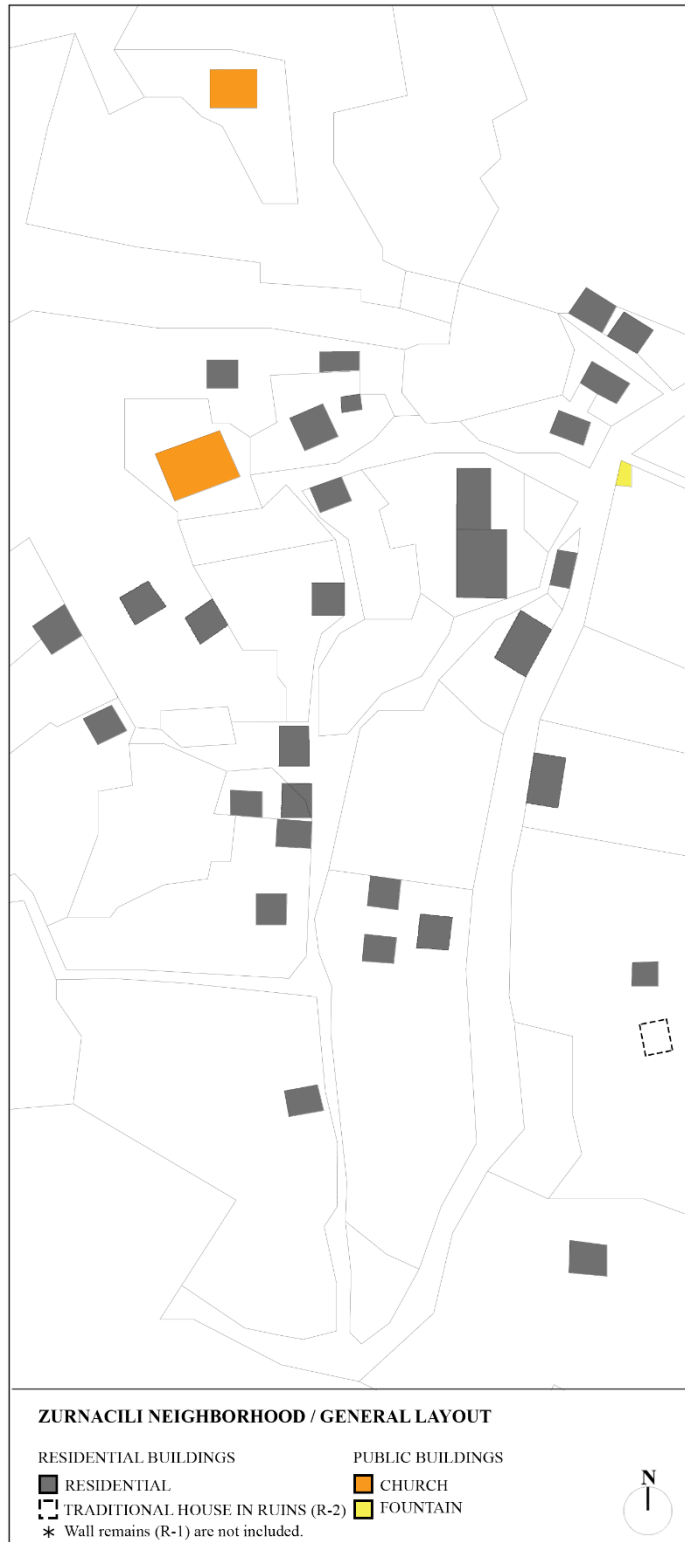 ZURNACILI NEIGHBORHOOD / GENERAL LAYOUT
RESIDENTIAL BUILDINGS
RESIDENTIAL
TRADITIONAL HOUSE IN RUINS (R-2)
* Wall remains (R-1) are not included.
PUBLIC BUILDINGS
CHURCH
FOUNTAIN
N